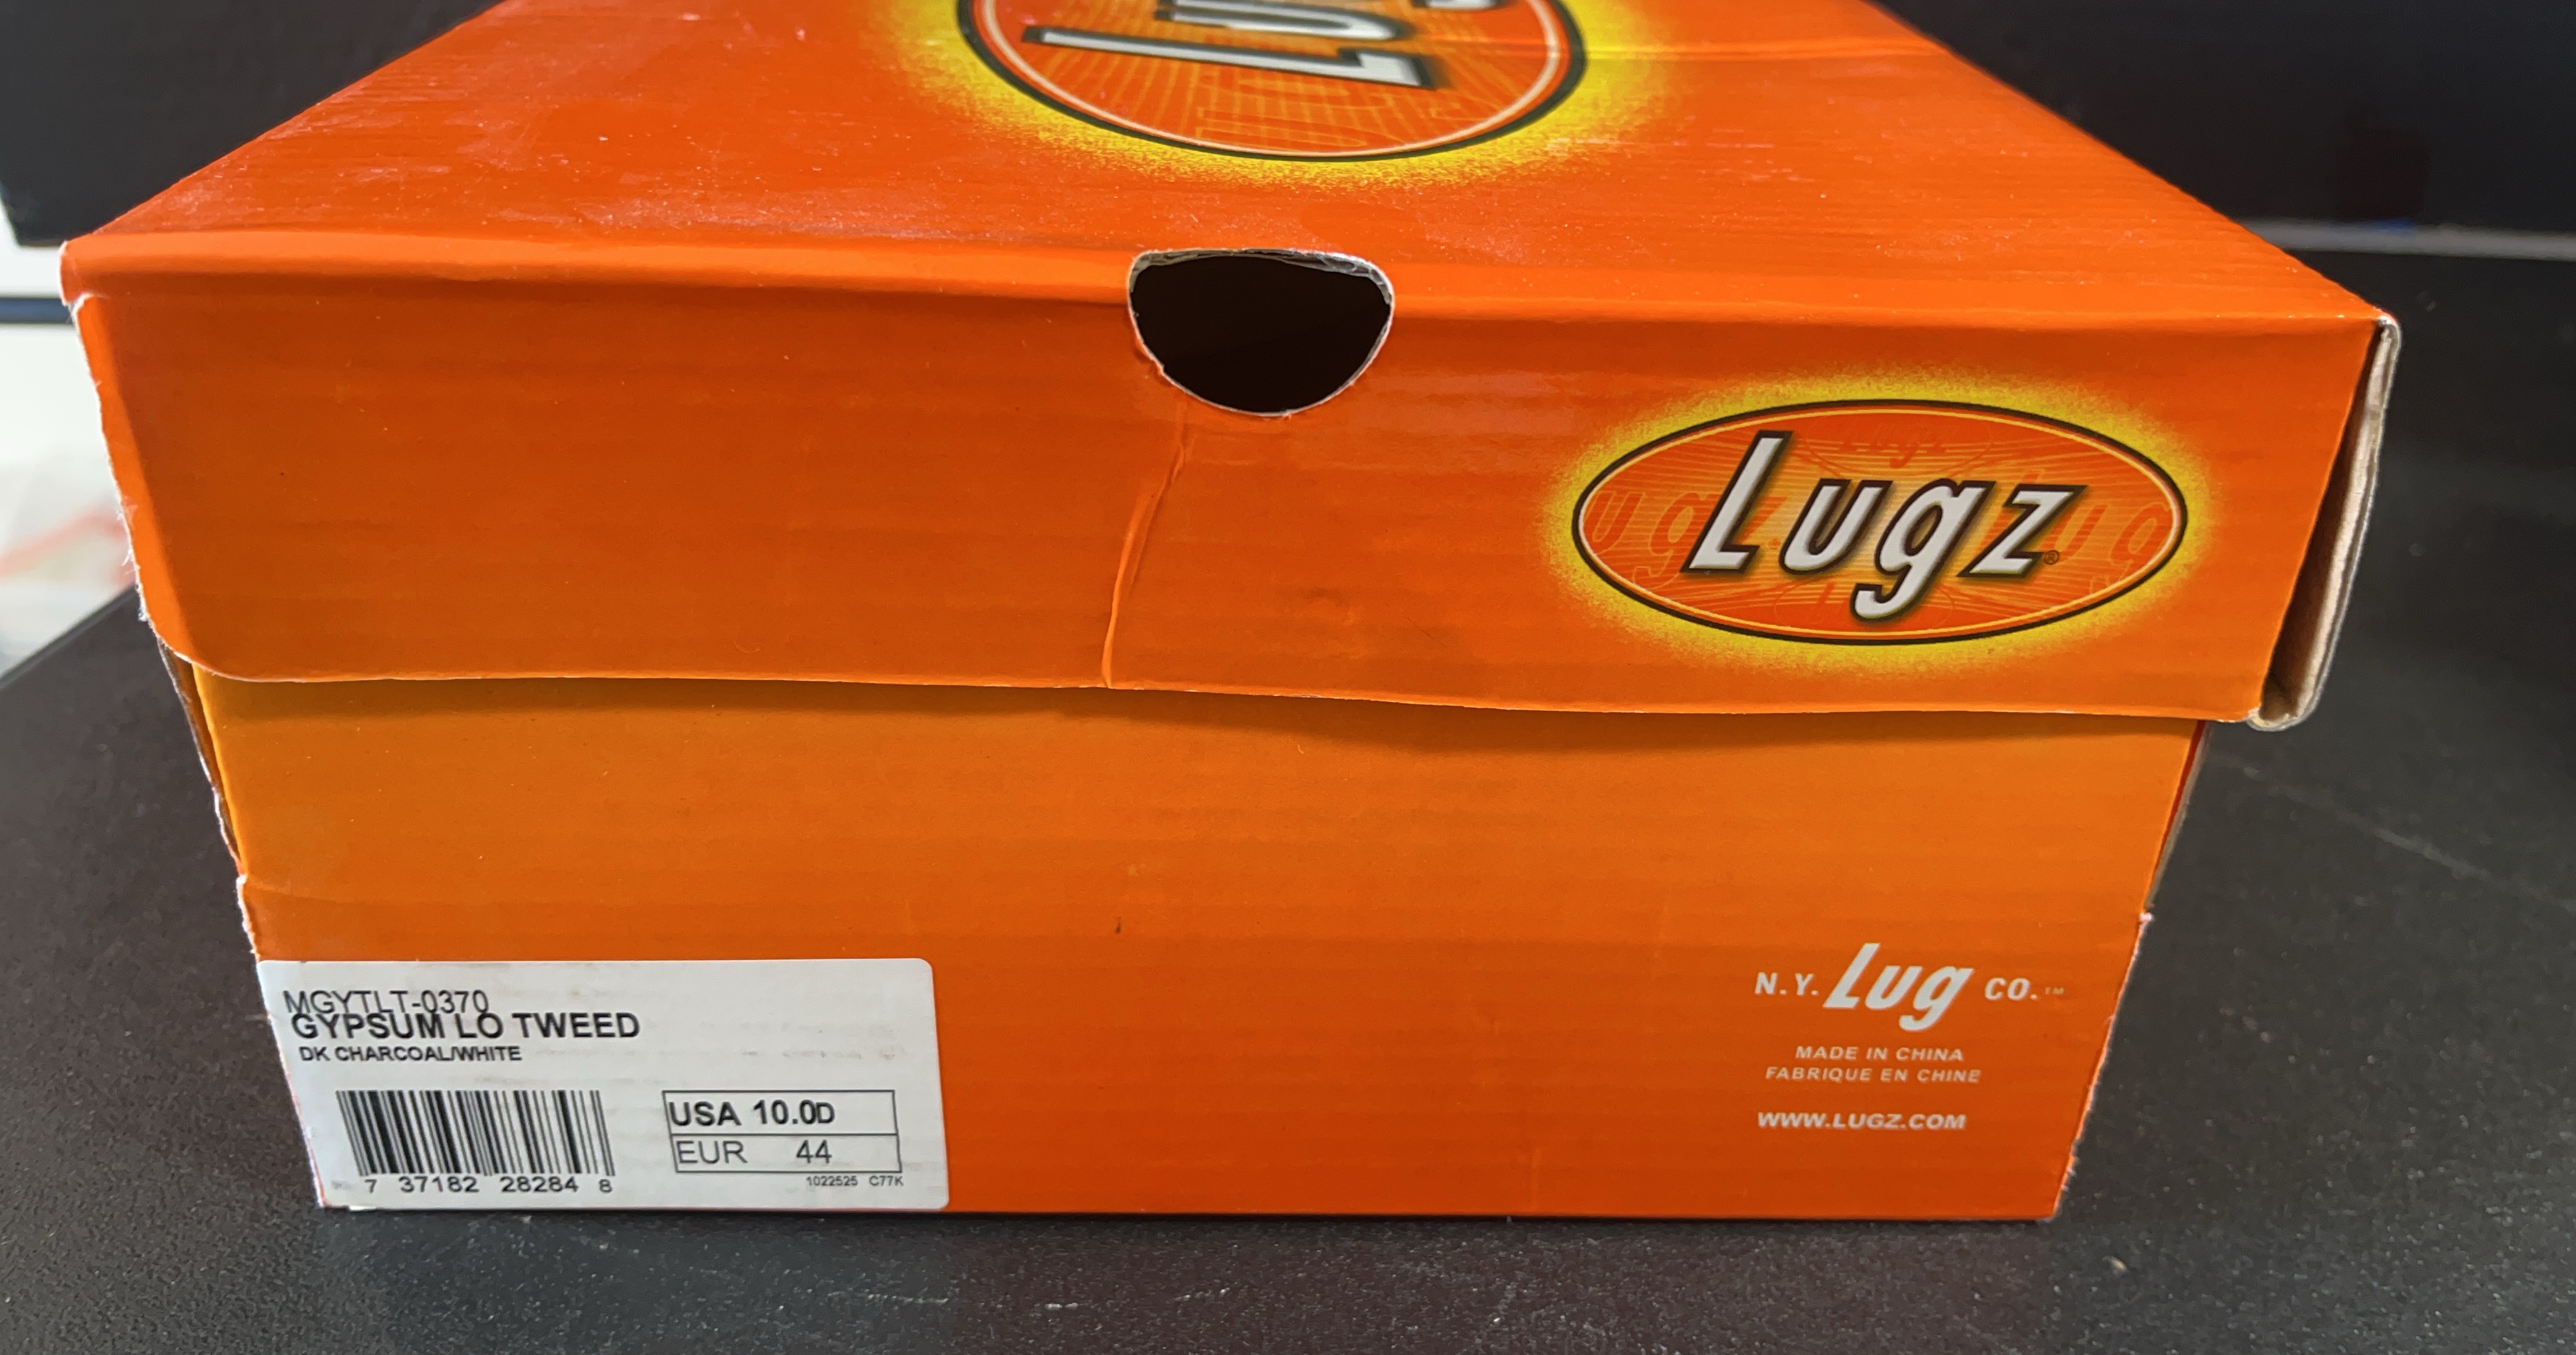 Lugz®
MGYTLT-0370
GYPSUM LO TWEED
DK CHARCOAL/WHITE
7 37182 28284 8
USA 10.0D
EUR 44
1022525 C77K
N.Y. Lug CO.™
MADE IN CHINA
FABRIQUE EN CHINE
WWW.LUGZ.COM